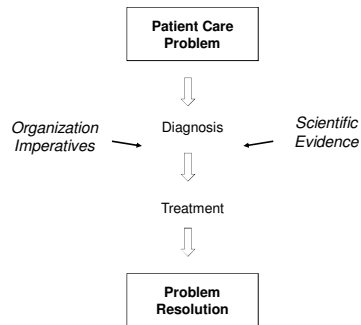 Patient Care
Problem
Organization
Imperatives
Diagnosis
Scientific
Evidence
Treatment
Problem
Resolution